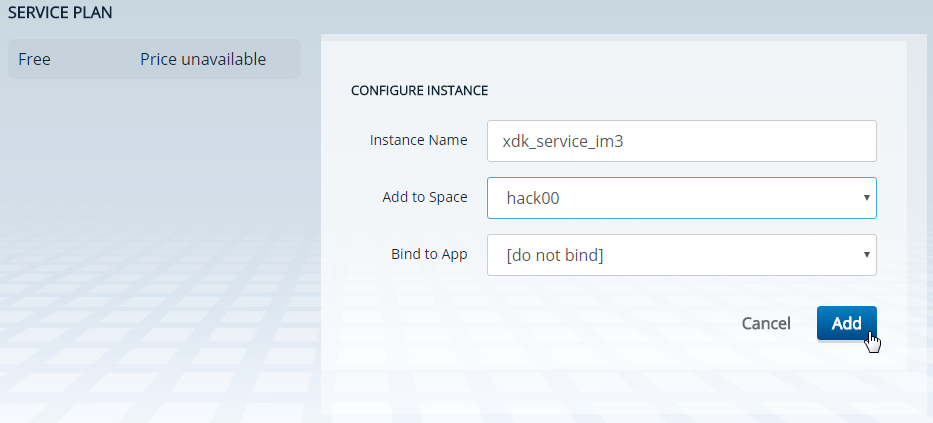 SERVICE PLAN
Free Price unavailable
CONFIGURE INSTANCE
Instance Name xdk_service_im3
Add to Space hack00
Bind to App [do not bind]
Cancel Add